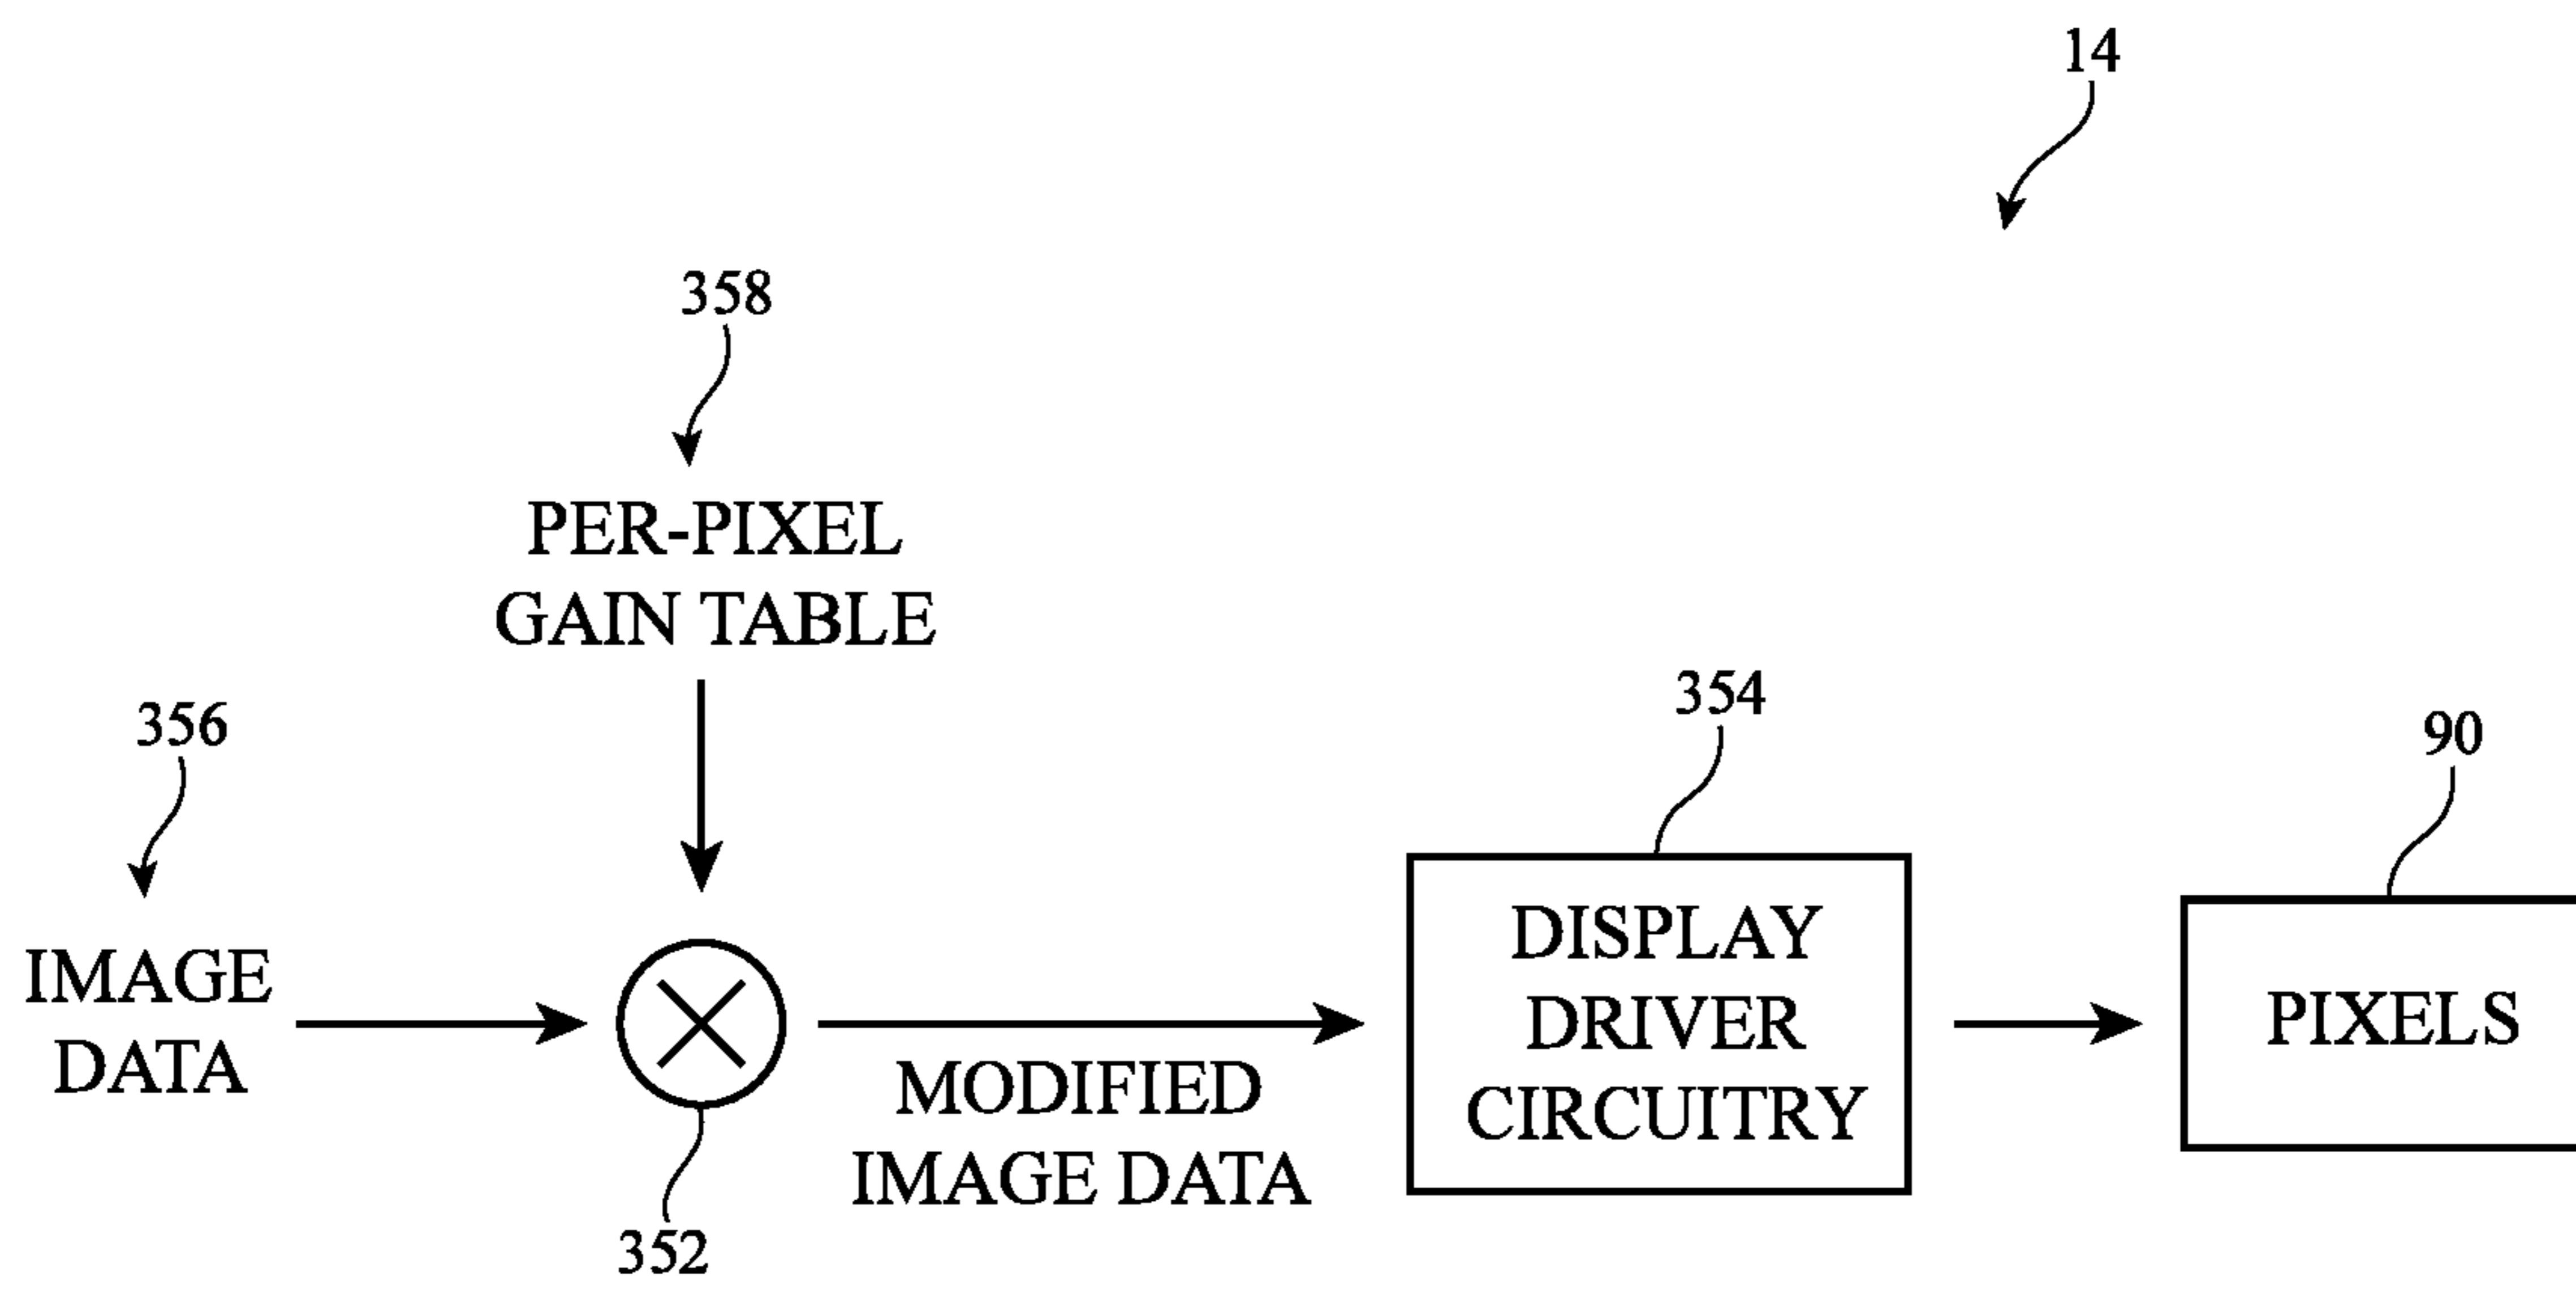 14
358
PER-PIXEL
GAIN TABLE
356
IMAGE
DATA
352
MODIFIED
IMAGE DATA
354
DISPLAY
DRIVER
CIRCUITRY
90
PIXELS